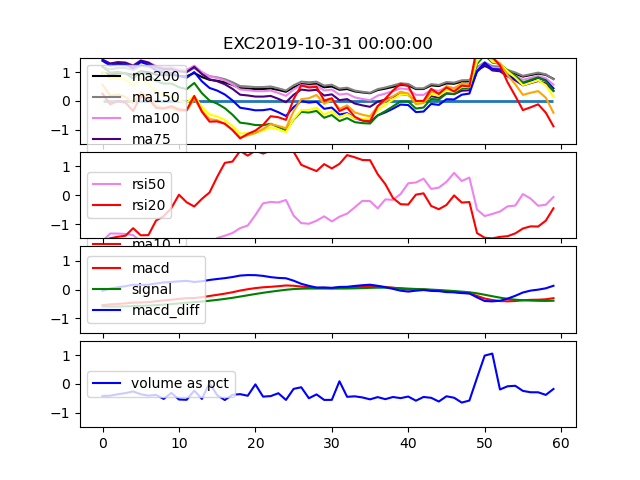 EXC2019-10-31 00:00:00
1
0
−1
ma200
ma150
ma100
ma75
1
0
−1
rsi50
rsi20
ma10
1
0
−1
macd
signal
macd_diff
1
0
−1
volume as pct
0 10 20 30 40 50 60